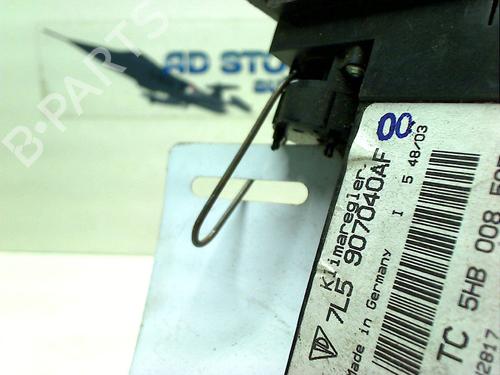 B-PARTS
AD STO
00
Klimaregler.
7L5 907040AF
Made in Germany I 5 48/03
TC 5HB 008